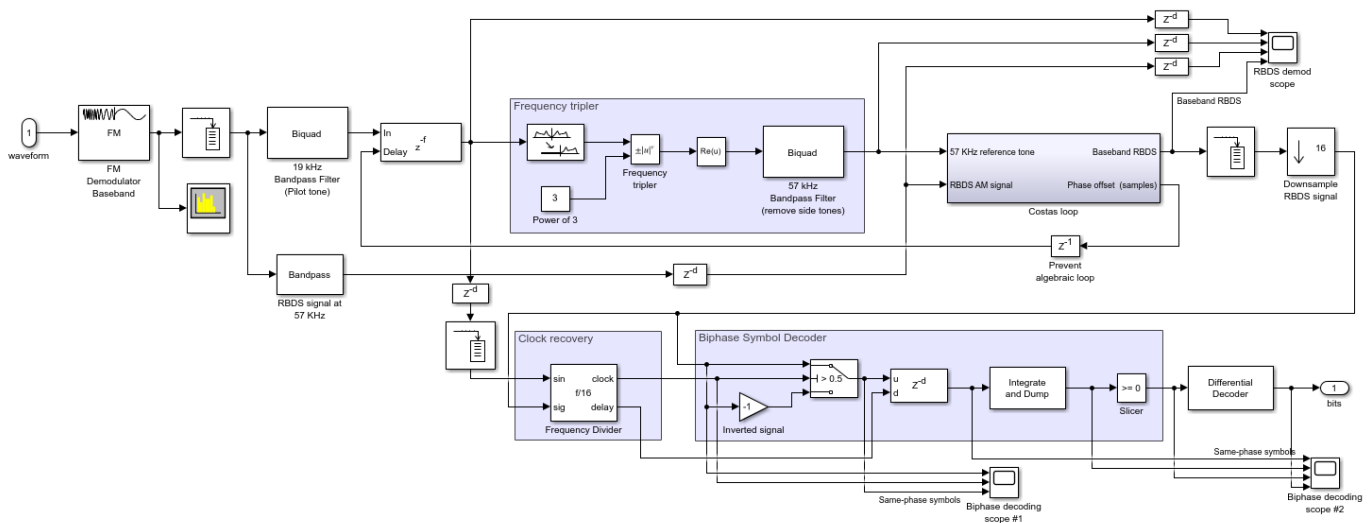 Z-d
Z-d
Z-d
RBDS demod
scope
Baseband RBDS
1
waveform
FM
FM
Demodulator
Baseband
Biquad
19 kHz
Bandpass Filter
(Pilot tone)
In
Delay
z-f
Frequency tripler
±|u|u
Frequency
tripler
3
Power of 3
Re(u)
Biquad
57 kHz
Bandpass Filter
(remove side tones)
57 KHz reference tone
RBDS AM signal
Baseband RBDS
Phase offset (samples)
Costas loop
16
Downsample
RBDS signal
Z-1
Prevent
algebraic loop
Bandpass
RBDS signal at
57 KHz
Z-d
Z-d
Clock recovery
sin
sig
f/16
clock
delay
Frequency Divider
Biphase Symbol Decoder
> 0.5
-1
Inverted signal
u
d
Z-d
Integrate
and Dump
>= 0
Slicer
Differential
Decoder
1
bits
Same-phase symbols
Biphase decoding
scope #2
Same-phase symbols
Biphase decoding
scope #1